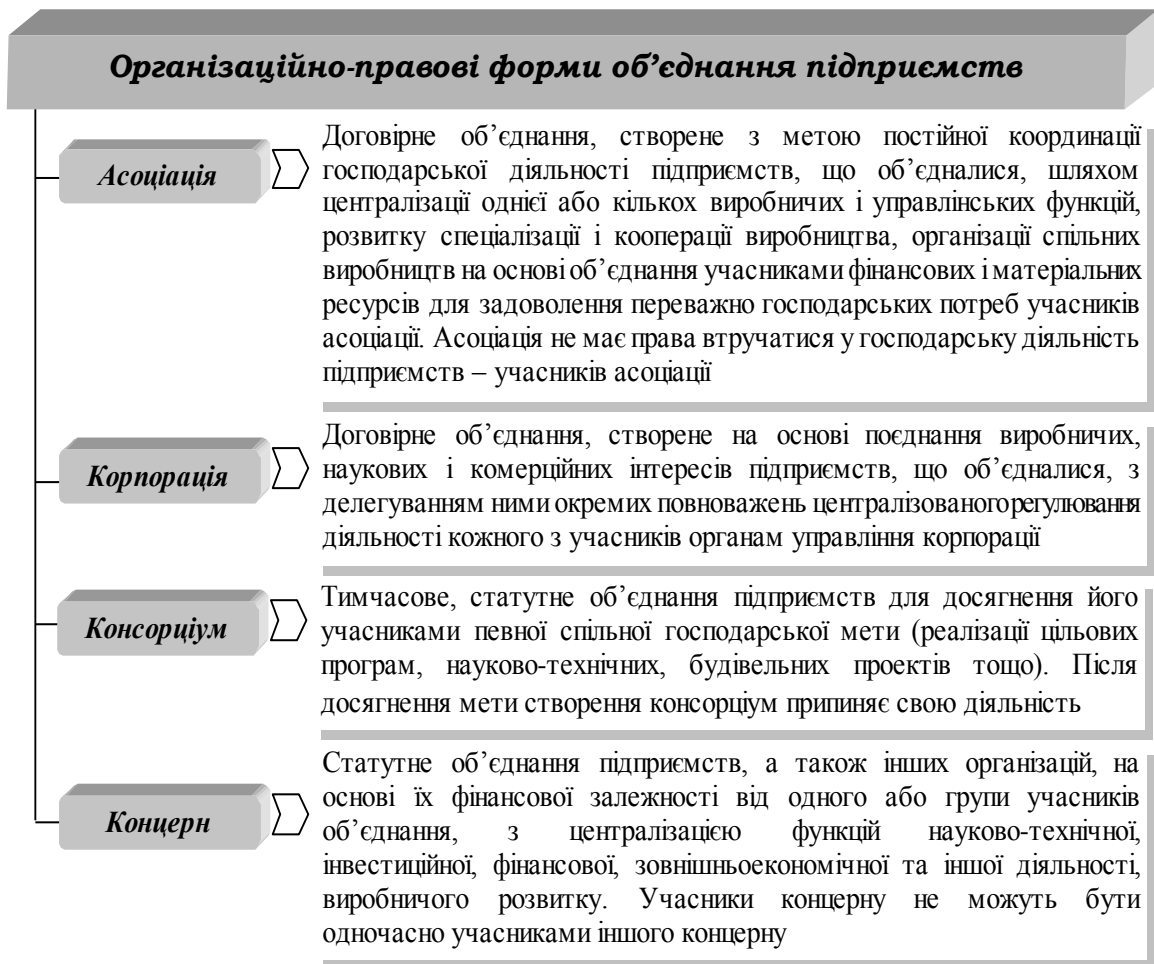 Організаційно-правові форми об’єднання підприємств
Асоціація
Договірне об’єднання, створене з метою постійної координації
господарської діяльності підприємств, що об’єдналися, шляхом
централізації однієї або кількох виробничих і управлінських функцій,
розвитку спеціалізації і кооперації виробництва, організації спільних
виробництв на основі об’єднання учасниками фінансових і матеріальних
ресурсів для задоволення переважно господарських потреб учасників
асоціації. Асоціація не має права втручатися у господарську діяльність
підприємств – учасників асоціації
Корпорація
Договірне об’єднання, створене на основі поєднання виробничих,
наукових і комерційних інтересів підприємств, що об’єдналися, з
делегуванням ними окремих повноважень централізованого регулювання
діяльності кожного з учасників органам управління корпорації
Консорціум
Тимчасове, статутне об’єднання підприємств для досягнення його
учасниками певної спільної господарської мети (реалізації цільових
програм, науково-технічних, будівельних проектів тощо). Після
досягнення мети створення консорціум припиняє свою діяльність
Концерн
Статутне об’єднання підприємств, а також інших організацій, на
основі їх фінансової залежності від одного або групи учасників
об’єднання, з централізацією функцій науково-технічної,
інвестиційної, фінансової, зовнішньоекономічної та іншої діяльності,
виробничого розвитку. Учасники концерну не можуть бути
одночасно учасниками іншого концерну